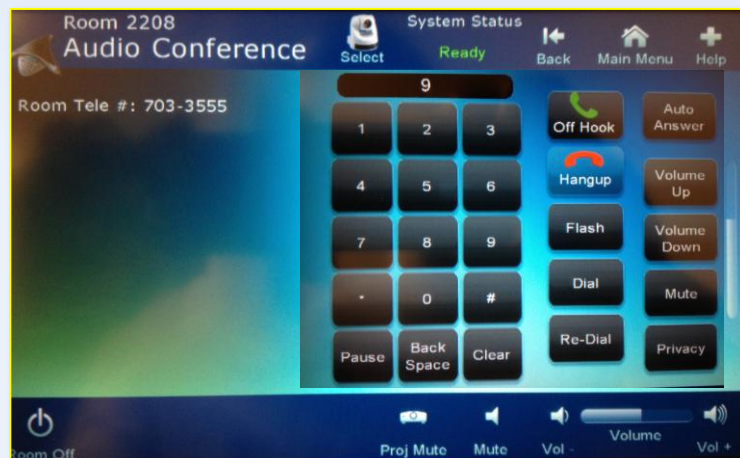 Room 2208
Audio Conference
Select
System Status
Ready
Back
Main Menu
Help
Room Tele #: 703-3555
9
1 2 3
4 5 6
7 8 9
0 #
Pause
Back
Space
Clear
Off Hook
Hangup
Flash
Dial
Re-Dial
Auto
Answer
Volume
Up
Volume
Down
Mute
Privacy
Room Off
Proj Mute
Mute
Vol -
Volume
Vol +